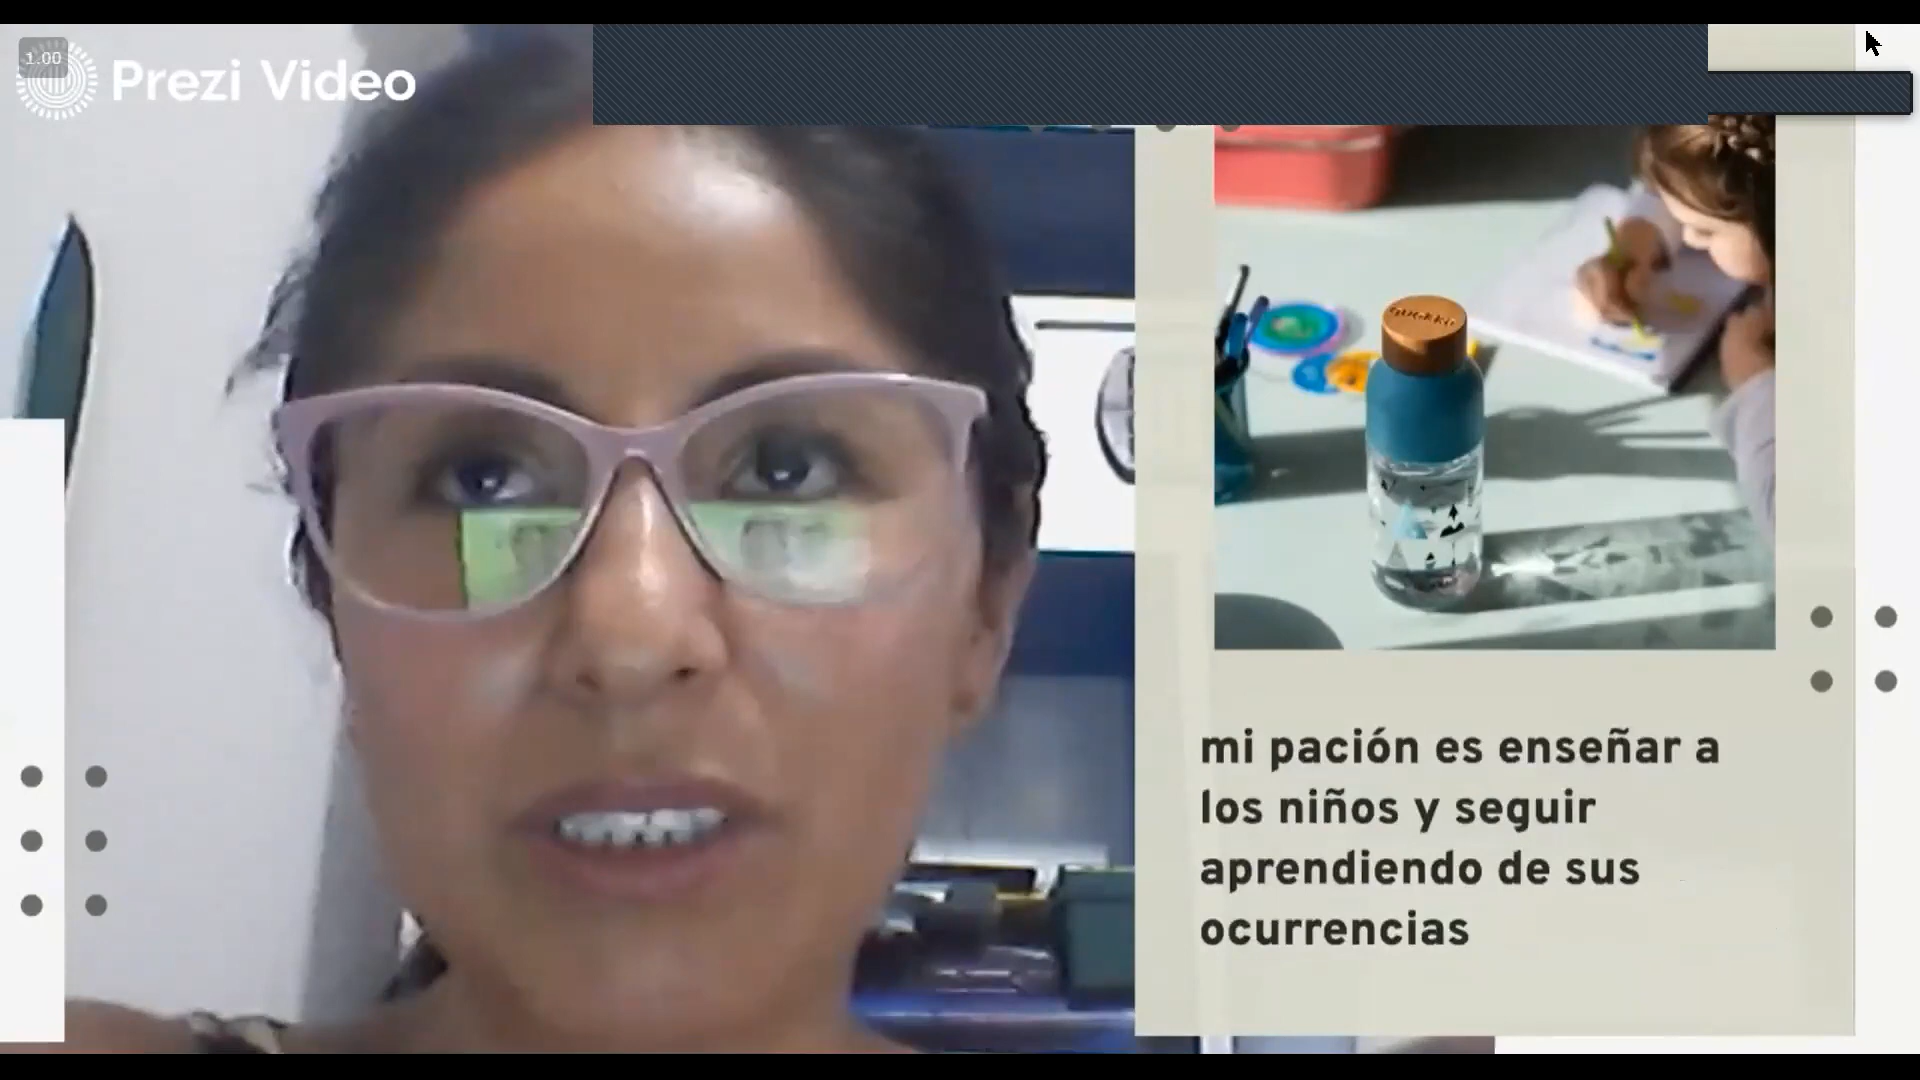 1.00
Prezi Video
mi pación es enseñar a
los niños y seguir
aprendiendo de sus
ocurrencias